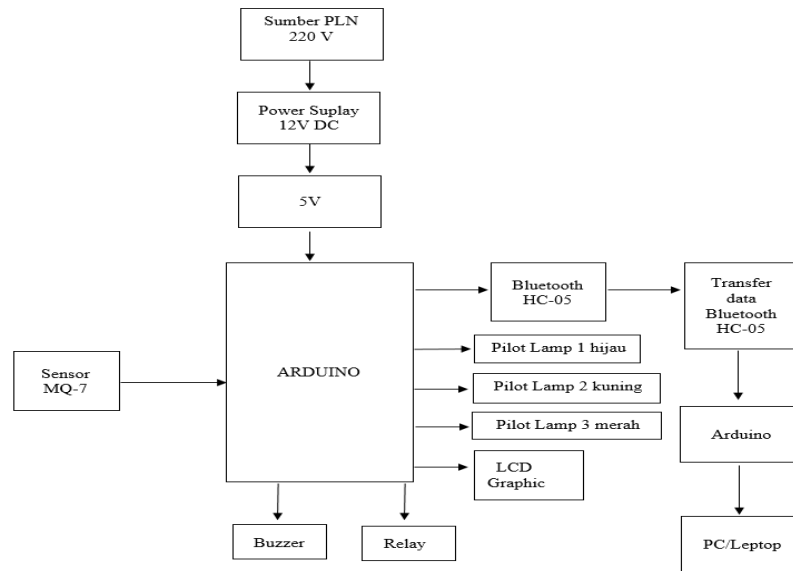 Sumber PLN
220 V
Power Suplay
12V DC
5V
Bluetooth
HC-05
Transfer
data
Bluetooth
HC-05
Sensor
MQ-7
ARDUINO
Pilot Lamp 1 hijau
Pilot Lamp 2 kuning
Pilot Lamp 3 merah
LCD
Graphic
Arduino
Buzzer
Relay
PC/Leptop